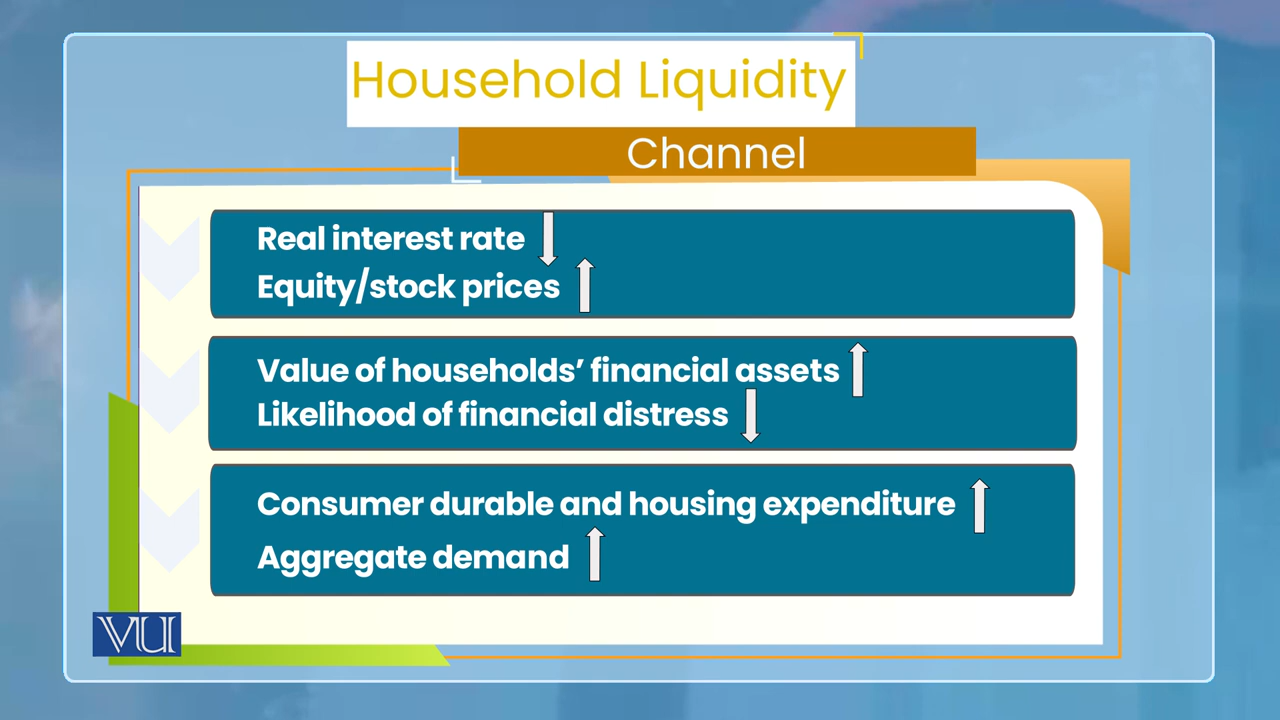 Household Liquidity
Channel
Real interest rate
Equity/stock prices
Value of households’ financial assets
Likelihood of financial distress
Consumer durable and housing expenditure
Aggregate demand
VU